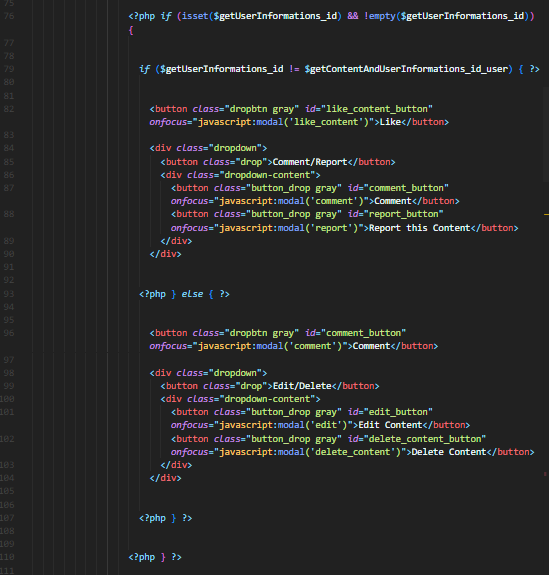 75
76 <?php if (isset($getUserInformations_id) && !empty($getUserInformations_id))
{
77
78
79 if ($getUserInformations_id != $getContentAndUserInformations_id_user) { ?>
80
81
82 <button class="dropbtn gray" id="like_content_button"
onfocus="javascript:modal('like_content')">Like</button>
83
84 <div class="dropdown">
85 <button class="drop">Comment/Report</button>
86 <div class="dropdown-content">
87 <button class="button_drop gray" id="comment_button"
onfocus="javascript:modal('comment')">Comment</button>
88 <button class="button_drop gray" id="report_button"
onfocus="javascript:modal('report')">Report this Content</button>
89 </div>
90 </div>
91
92
93 <?php } else { ?>
94
95
96 <button class="dropbtn gray" id="comment_button"
onfocus="javascript:modal('comment')">Comment</button>
97
98 <div class="dropdown">
99 <button class="drop">Edit/Delete</button>
100 <div class="dropdown-content">
101 <button class="button_drop gray" id="edit_button"
onfocus="javascript:modal('edit')">Edit Content</button>
102 <button class="button_drop gray" id="delete_content_button"
onfocus="javascript:modal('delete_content')">Delete Content</button>
103 </div>
104 </div>
105
106
107 <?php } ?>
108
109
110 <?php } ?>
111